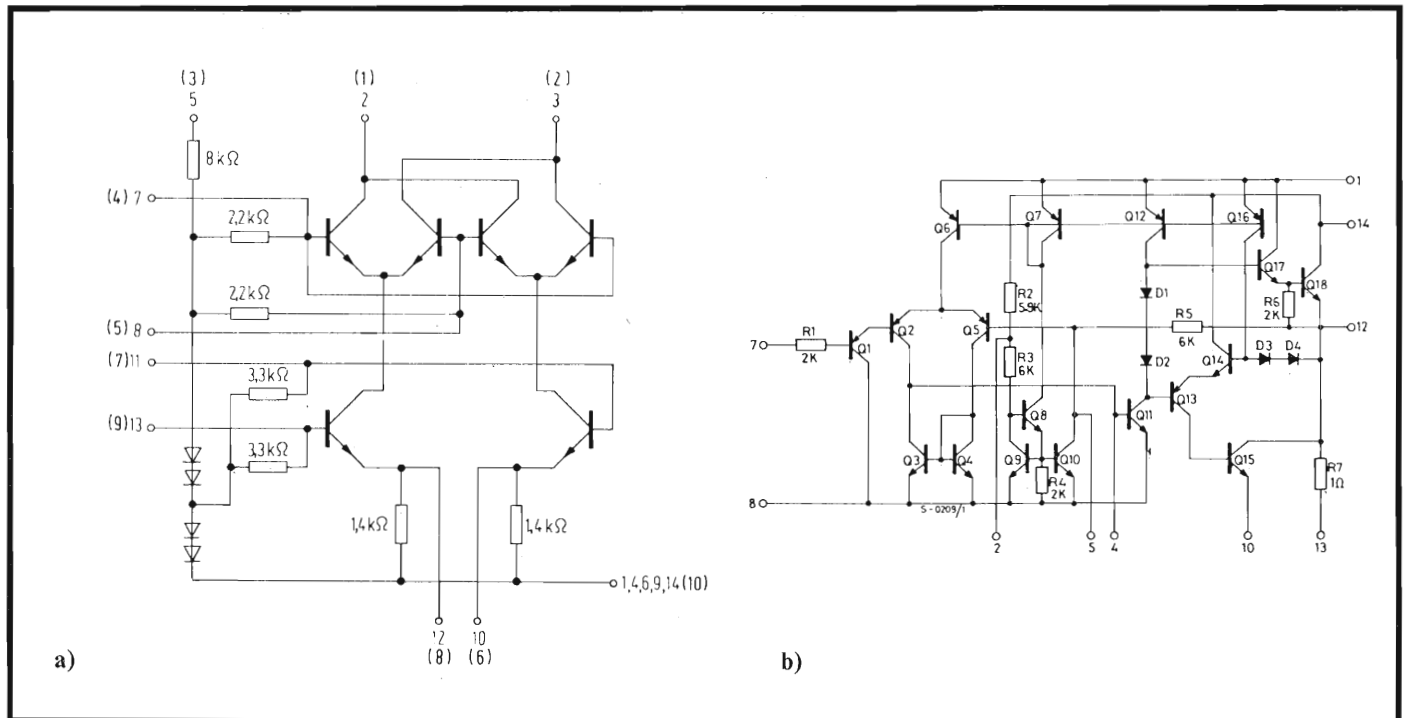 (3) (1) (2)
5 2 3
8kΩ
(4) 7
2,2kΩ
2,2kΩ
(5) 8
(7) 11
3,3kΩ
(9) 13
3,3kΩ
1,4kΩ 1,4kΩ
1,4,6,9,14(10)
12 10
(8) (6)
a)
1
Q6 Q7 Q12 Q16
14
Q17
Q18
R2
5.9K
D1
R6
2K
R1
2K
7
Q1
Q2
Q5
R5
6K
12
R3
6K
D2
Q14
D3 D4
Q8
Q11
Q13
Q3 Q4 Q9 Q10
R4
2K
Q15
R7
1Ω
8
S-0209/1
2 5 4 10 13
b)